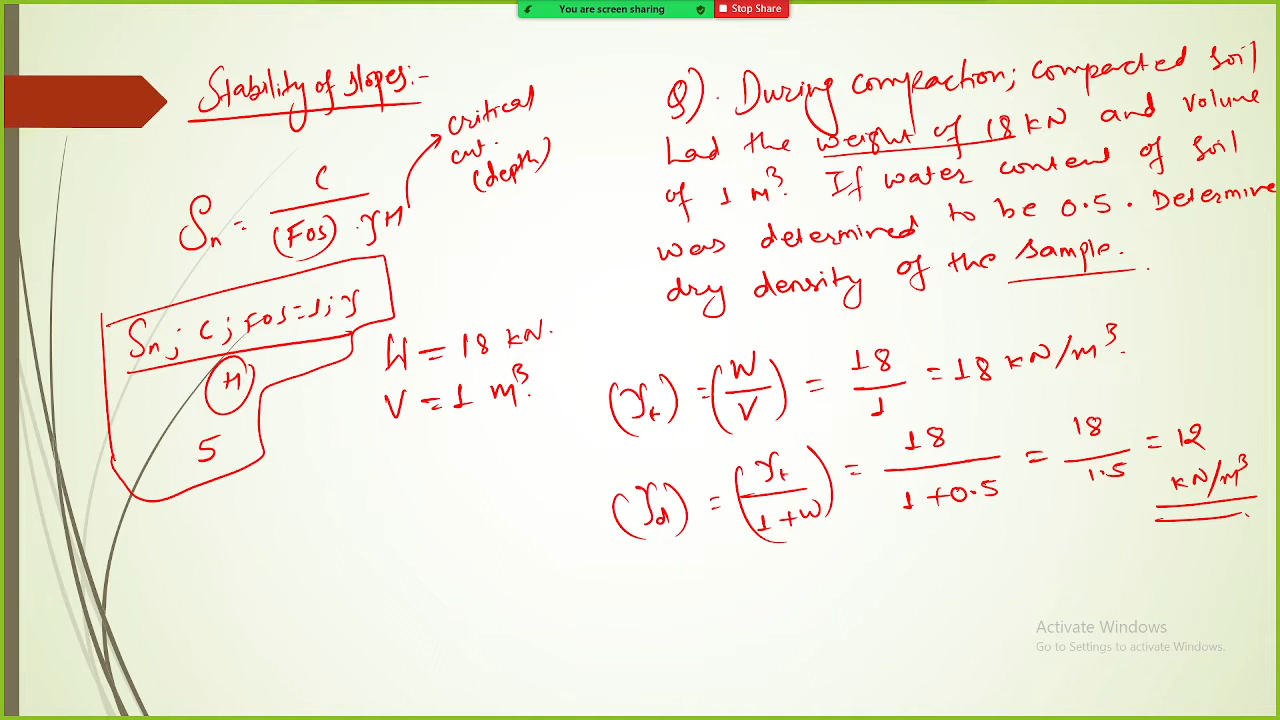 You are screen sharing
Stop Share
Stability of slopes:-
critical
cut.
(depth)
Sn = C / (FOS) · γH
Sn ; C ; FOS=1 ; γ
H
5
W = 18 kN.
V = 1 m³.
Q). During compaction; compacted soil
had the weight of 18 kN and volume
of 1 m³. If water content of soil
was determined to be 0.5. Determine
dry density of the sample.
(γt) = (W/V) = 18/1 = 18 kN/m³.
(γd) = (γt/1+w) = 18/1+0.5 = 18/1.5 = 12
kN/m³
Activate Windows
Go to Settings to activate Windows.